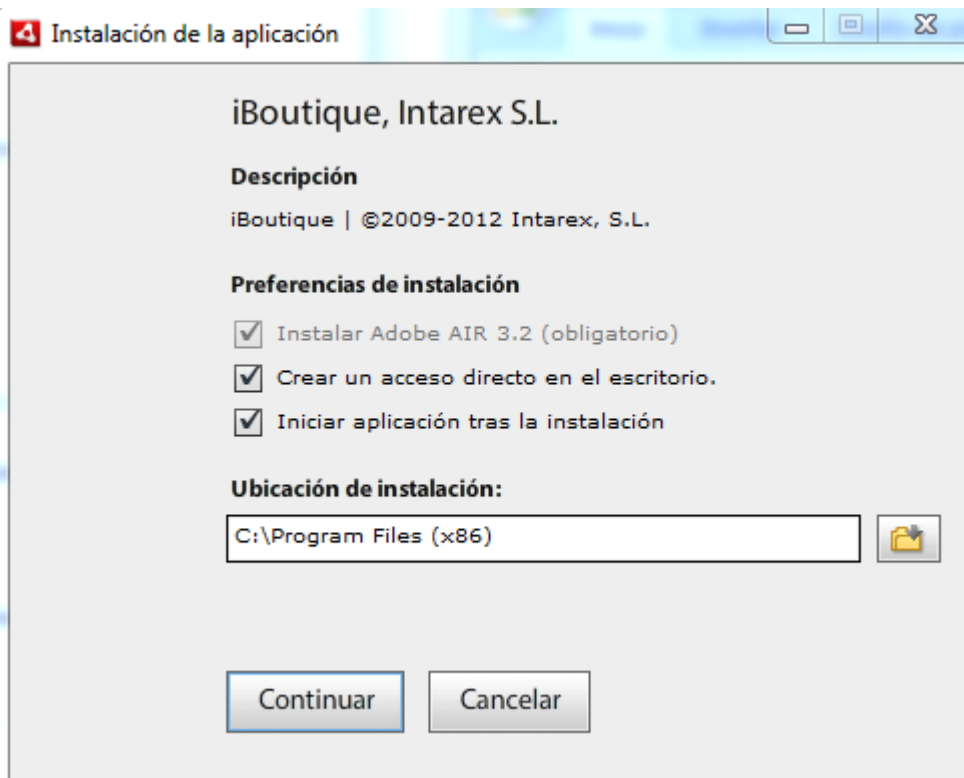 Instalación de la aplicación
iBoutique, Intarex S.L.
Descripción
iBoutique | ©2009-2012 Intarex, S.L.
Preferencias de instalación
Instalar Adobe AIR 3.2 (obligatorio)
Crear un acceso directo en el escritorio.
Iniciar aplicación tras la instalación
Ubicación de instalación:
C:\Program Files (x86)
Continuar
Cancelar